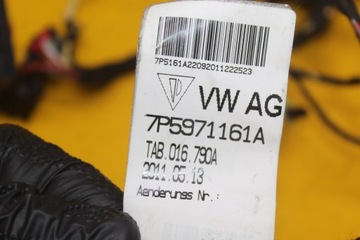 7P5161A22092011222523
VW AG
7P5971161A
TAB.016.790A
2011.05.13
Aenderungs Nr.: